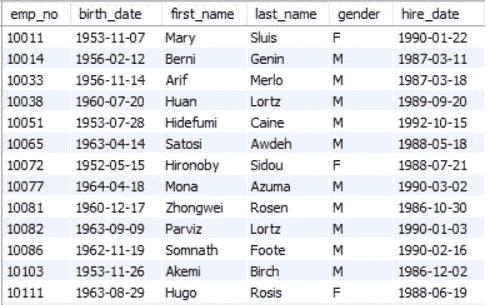 emp_no birth_date first_name last_name gender hire_date
10011 1953-11-07 Mary Sluis F 1990-01-22
10014 1956-02-12 Berni Genin M 1987-03-11
10033 1956-11-14 Arif Merlo M 1987-03-18
10038 1960-07-20 Huan Lortz M 1989-09-20
10051 1953-07-28 Hidefumi Caine M 1992-10-15
10065 1963-04-14 Satosi Awdeh M 1988-05-18
10072 1952-05-15 Hironoby Sidou F 1988-07-21
10077 1964-04-18 Mona Azuma M 1990-03-02
10081 1960-12-17 Zhongwei Rosen M 1986-10-30
10082 1963-09-09 Parviz Lortz M 1990-01-03
10086 1962-11-19 Somnath Foote M 1990-02-16
10103 1953-11-26 Akemi Birch M 1986-12-02
10111 1963-08-29 Hugo Rosis F 1988-06-19